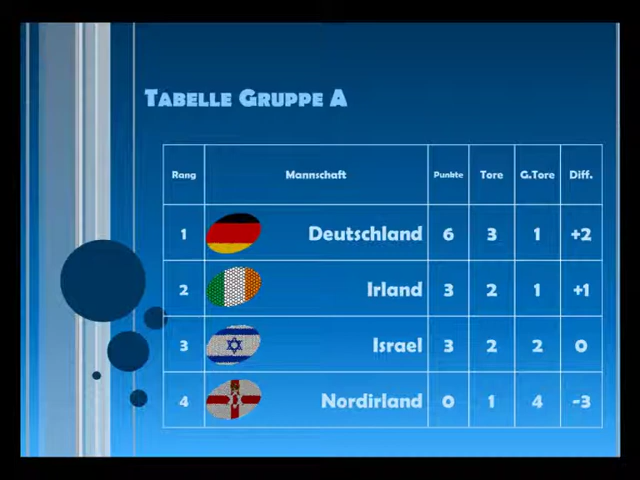 Tabelle Gruppe A
Rang Mannschaft Punkte Tore G.Tore Diff.
1 Deutschland 6 3 1 +2
2 Irland 3 2 1 +1
3 Israel 3 2 2 0
4 Nordirland 0 1 4 -3